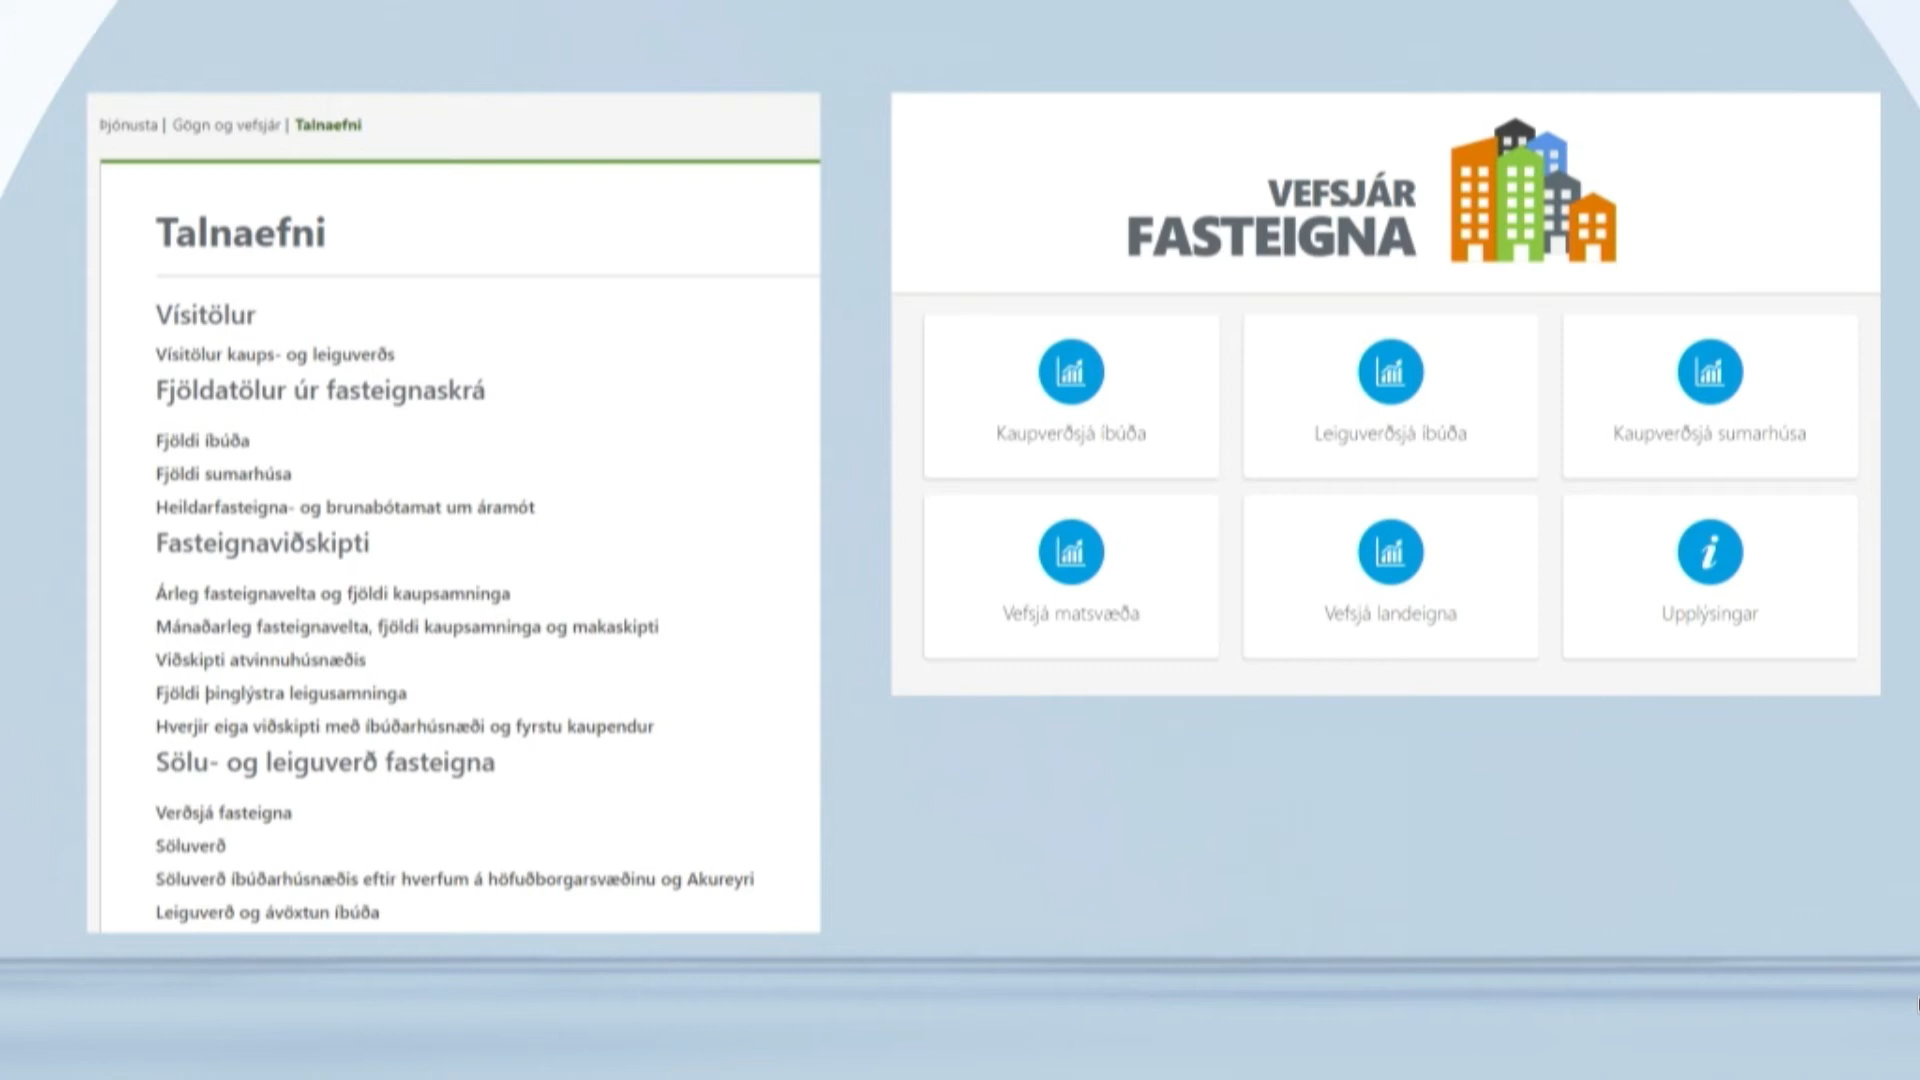 Þjónusta | Gögn og vefsjár | Talnaefni
Talnaefni
Vísitölur
Vísitölur kaups- og leiguverðs
Fjöldatölur úr fasteignaskrá
Fjöldi íbúða
Fjöldi sumarhúsa
Heildarfasteigna- og brunabótamat um áramót
Fasteignaviðskipti
Árleg fasteignavelta og fjöldi kaupsamninga
Mánaðarleg fasteignavelta, fjöldi kaupsamninga og makaskipti
Viðskipti atvinnuhúsnæðis
Fjöldi þinglýstra leigusamninga
Hverjir eiga viðskipti með íbúðarhúsnæði og fyrstu kaupendur
Sölu- og leiguverð fasteigna
Verðsjá fasteigna
Söluverð
Söluverð íbúðarhúsnæðis eftir hverfum á höfuðborgarsvæðinu og Akureyri
Leiguverð og ávöxtun íbúða
VEFSJÁR
FASTEIGNA
Kaupverðsjá íbúða
Leiguverðsjá íbúða
Kaupverðsjá sumarhúsa
Vefsjá matsvæða
Vefsjá landeigna
Upplýsingar